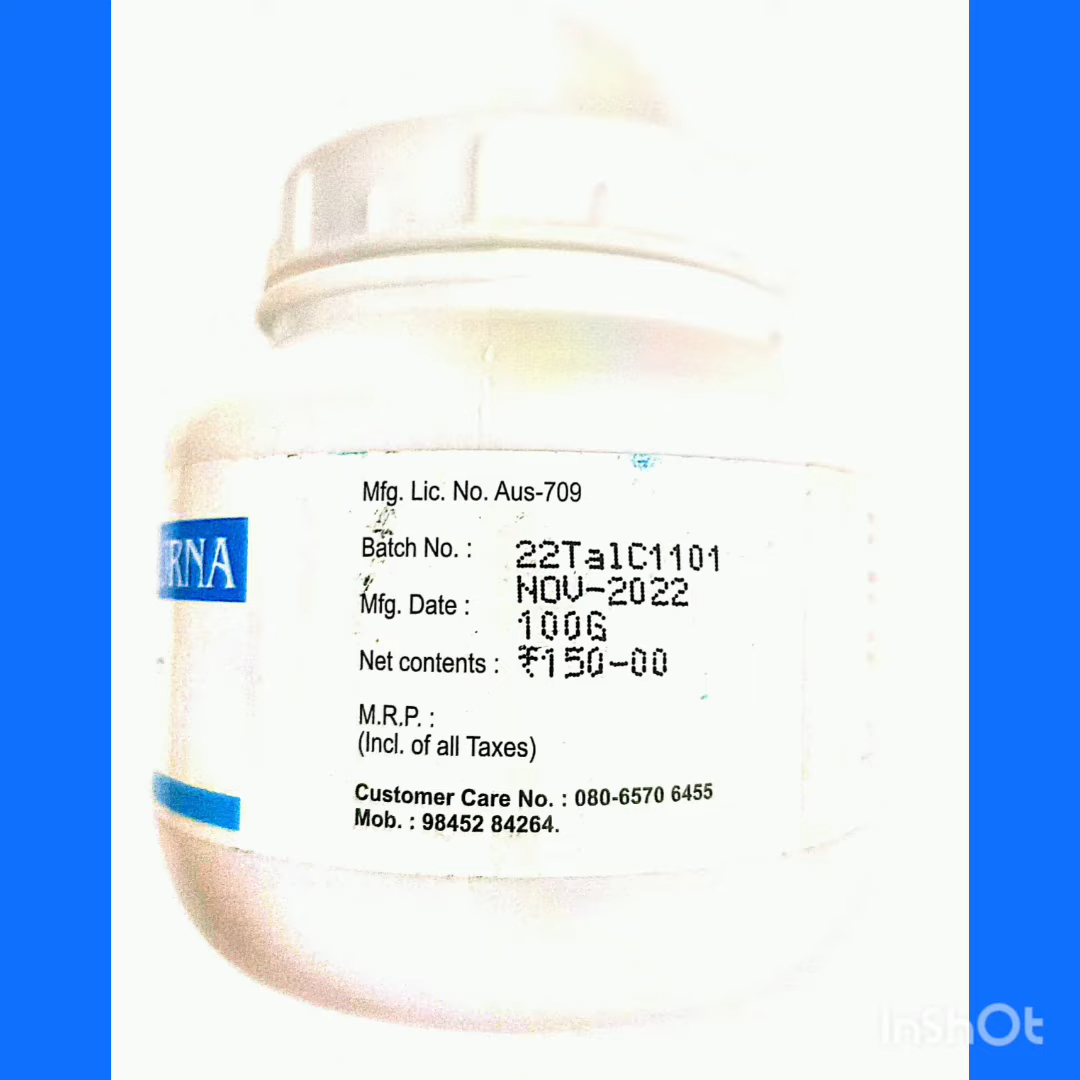 RNA
Mfg. Lic. No. Aus-709
Batch No. : 22TalC1101
Mfg. Date : NOV-2022
100G
Net contents : ₹150-00
M.R.P. :
(Incl. of all Taxes)
Customer Care No. : 080-6570 6455
Mob. : 98452 84264.
InShOt